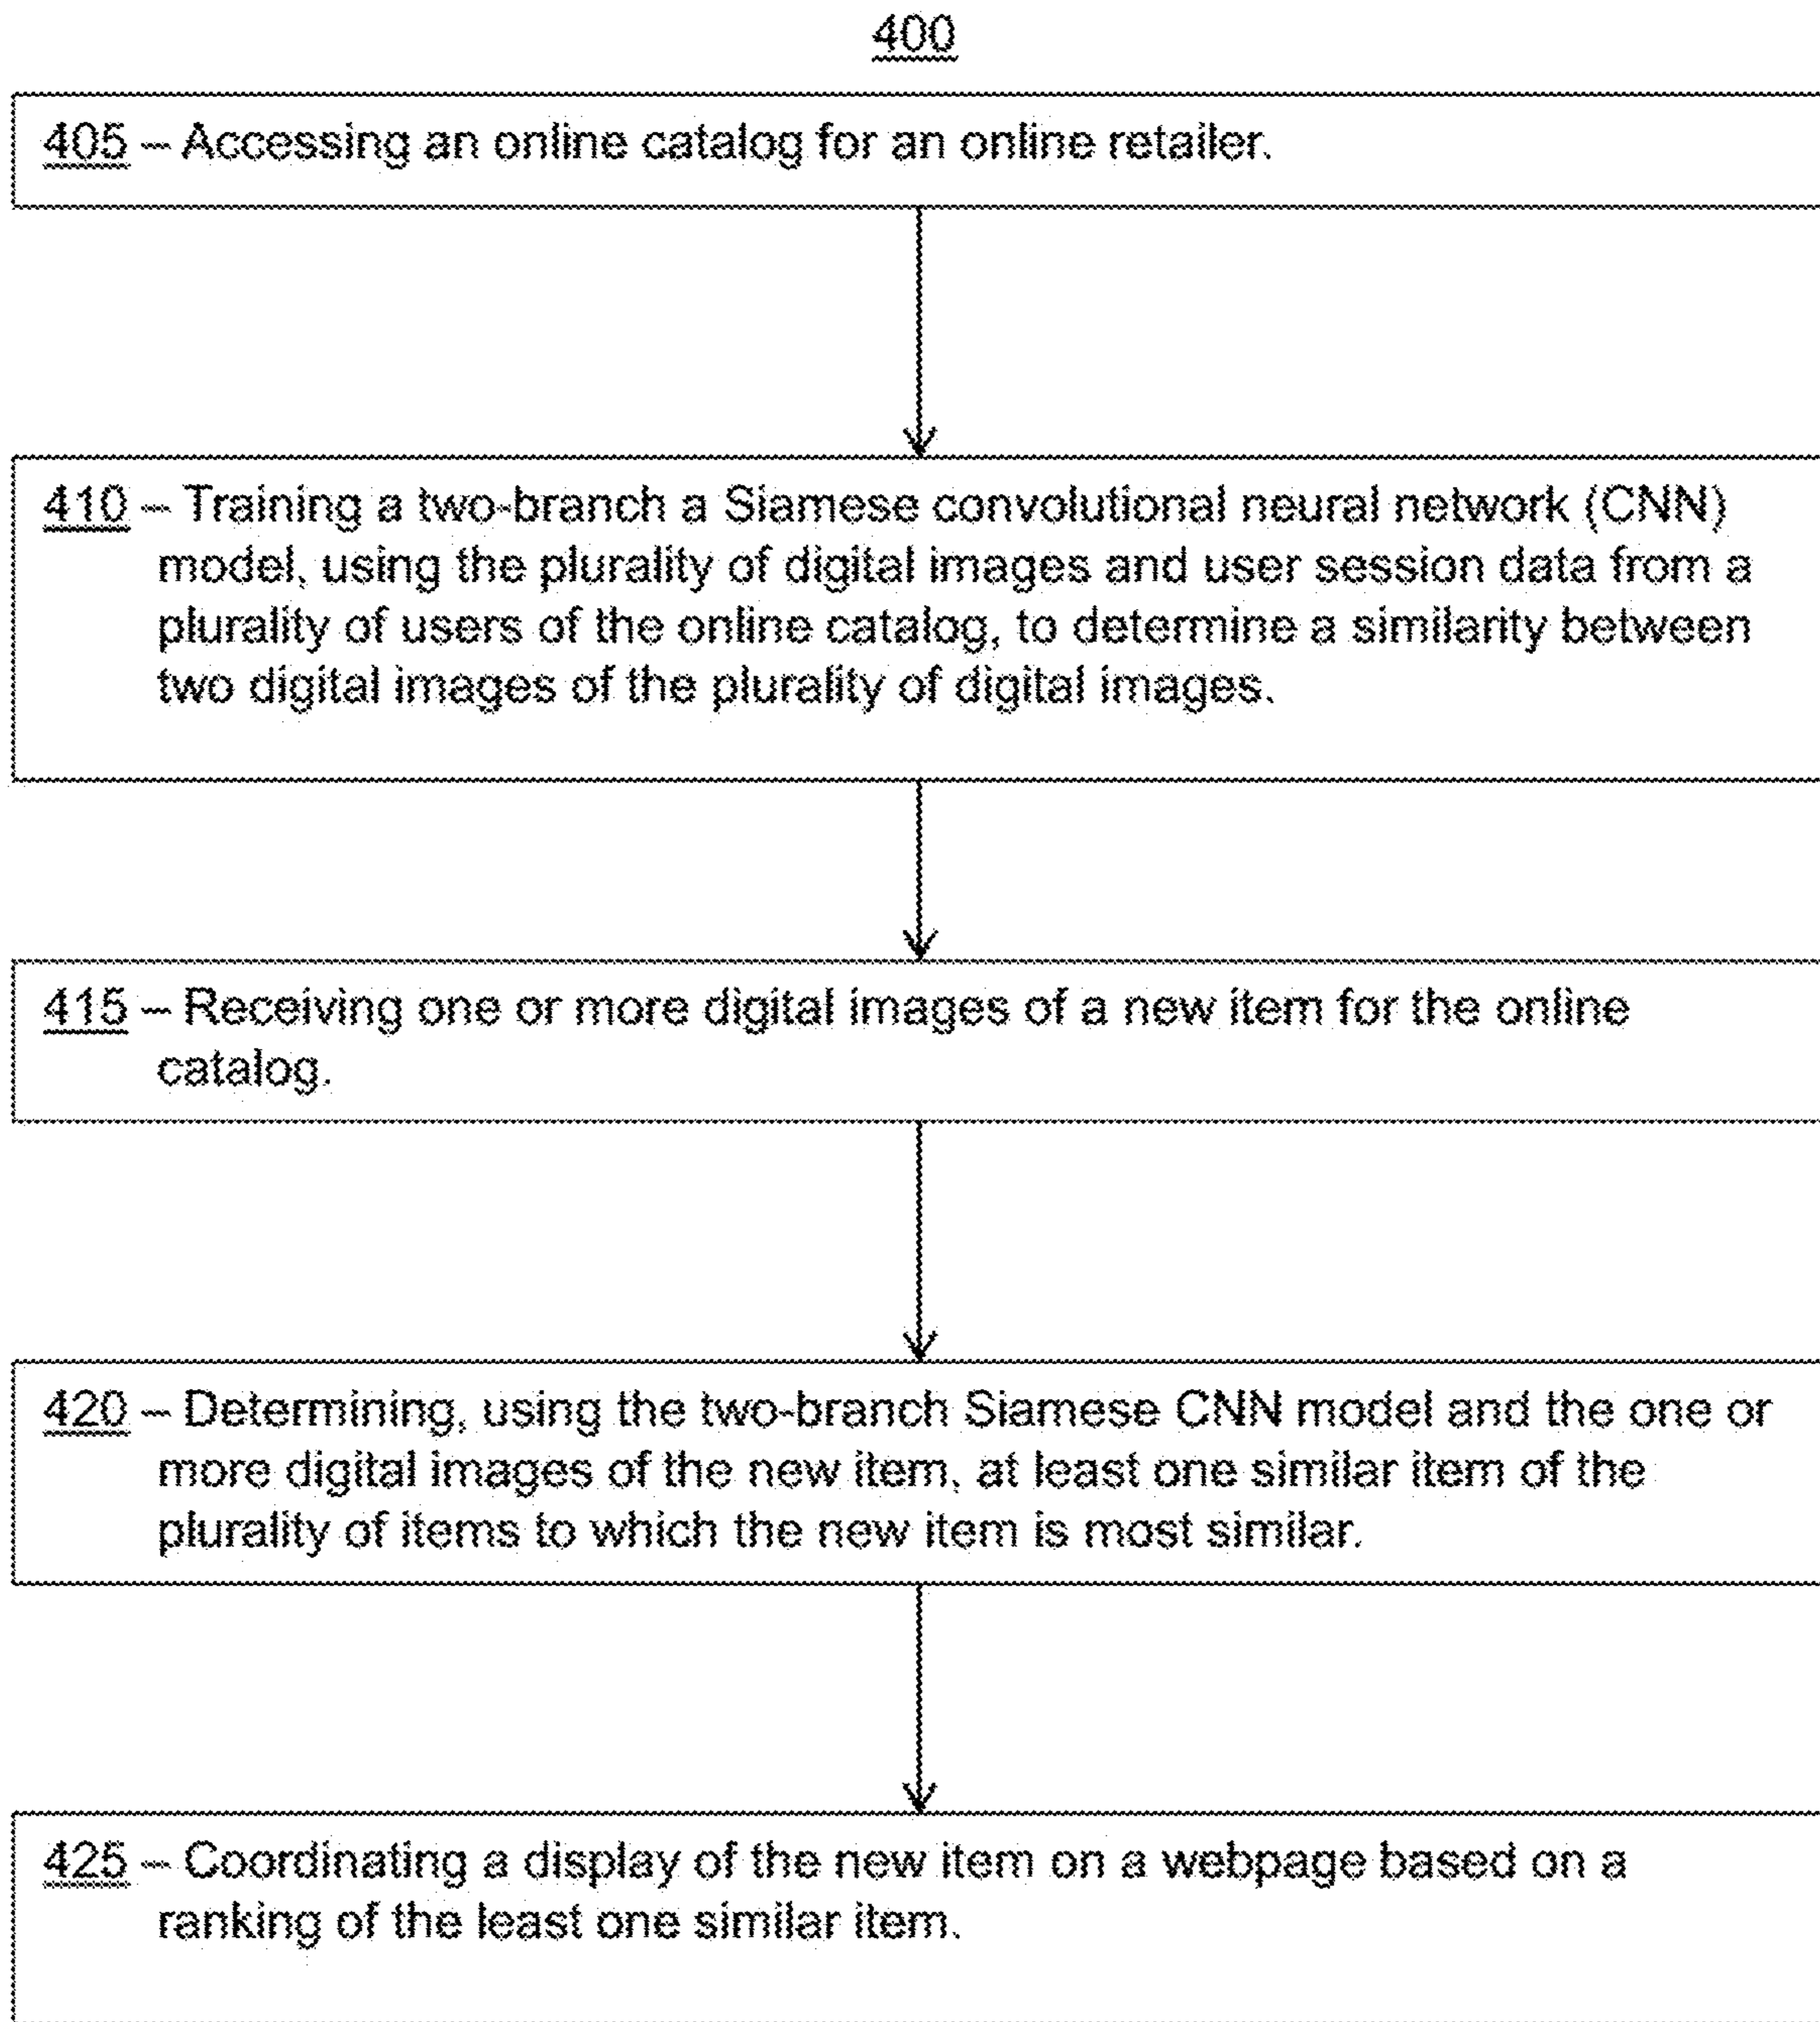 400
405 – Accessing an online catalog for an online retailer.
410 – Training a two-branch a Siamese convolutional neural network (CNN)
model, using the plurality of digital images and user session data from a
plurality of users of the online catalog, to determine a similarity between
two digital images of the plurality of digital images.
415 – Receiving one or more digital images of a new item for the online
catalog.
420 – Determining, using the two-branch Siamese CNN model and the one or
more digital images of the new item, at least one similar item of the
plurality of items to which the new item is most similar.
425 – Coordinating a display of the new item on a webpage based on a
ranking of the least one similar item.